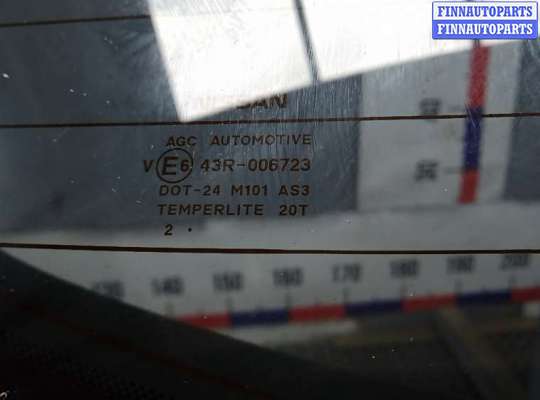 FINNAUTOPARTS
FINNAUTOPARTS
AGC AUTOMOTIVE
V E6 43R-006723
DOT-24 M101 AS3
TEMPERLITE 20T
2 .
140 150 160 170 180 190 200